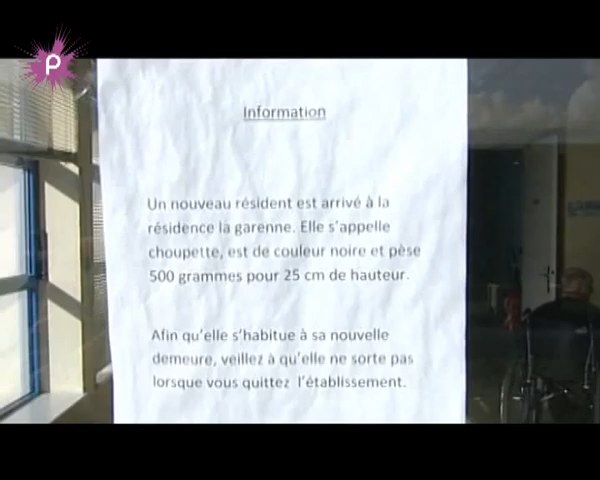 P
Information
Un nouveau résident est arrivé à la
résidence la garenne. Elle s'appelle
choupette, est de couleur noire et pèse
500 grammes pour 25 cm de hauteur.
Afin qu'elle s'habitue à sa nouvelle
demeure, veillez à qu'elle ne sorte pas
lorsque vous quittez l'établissement.